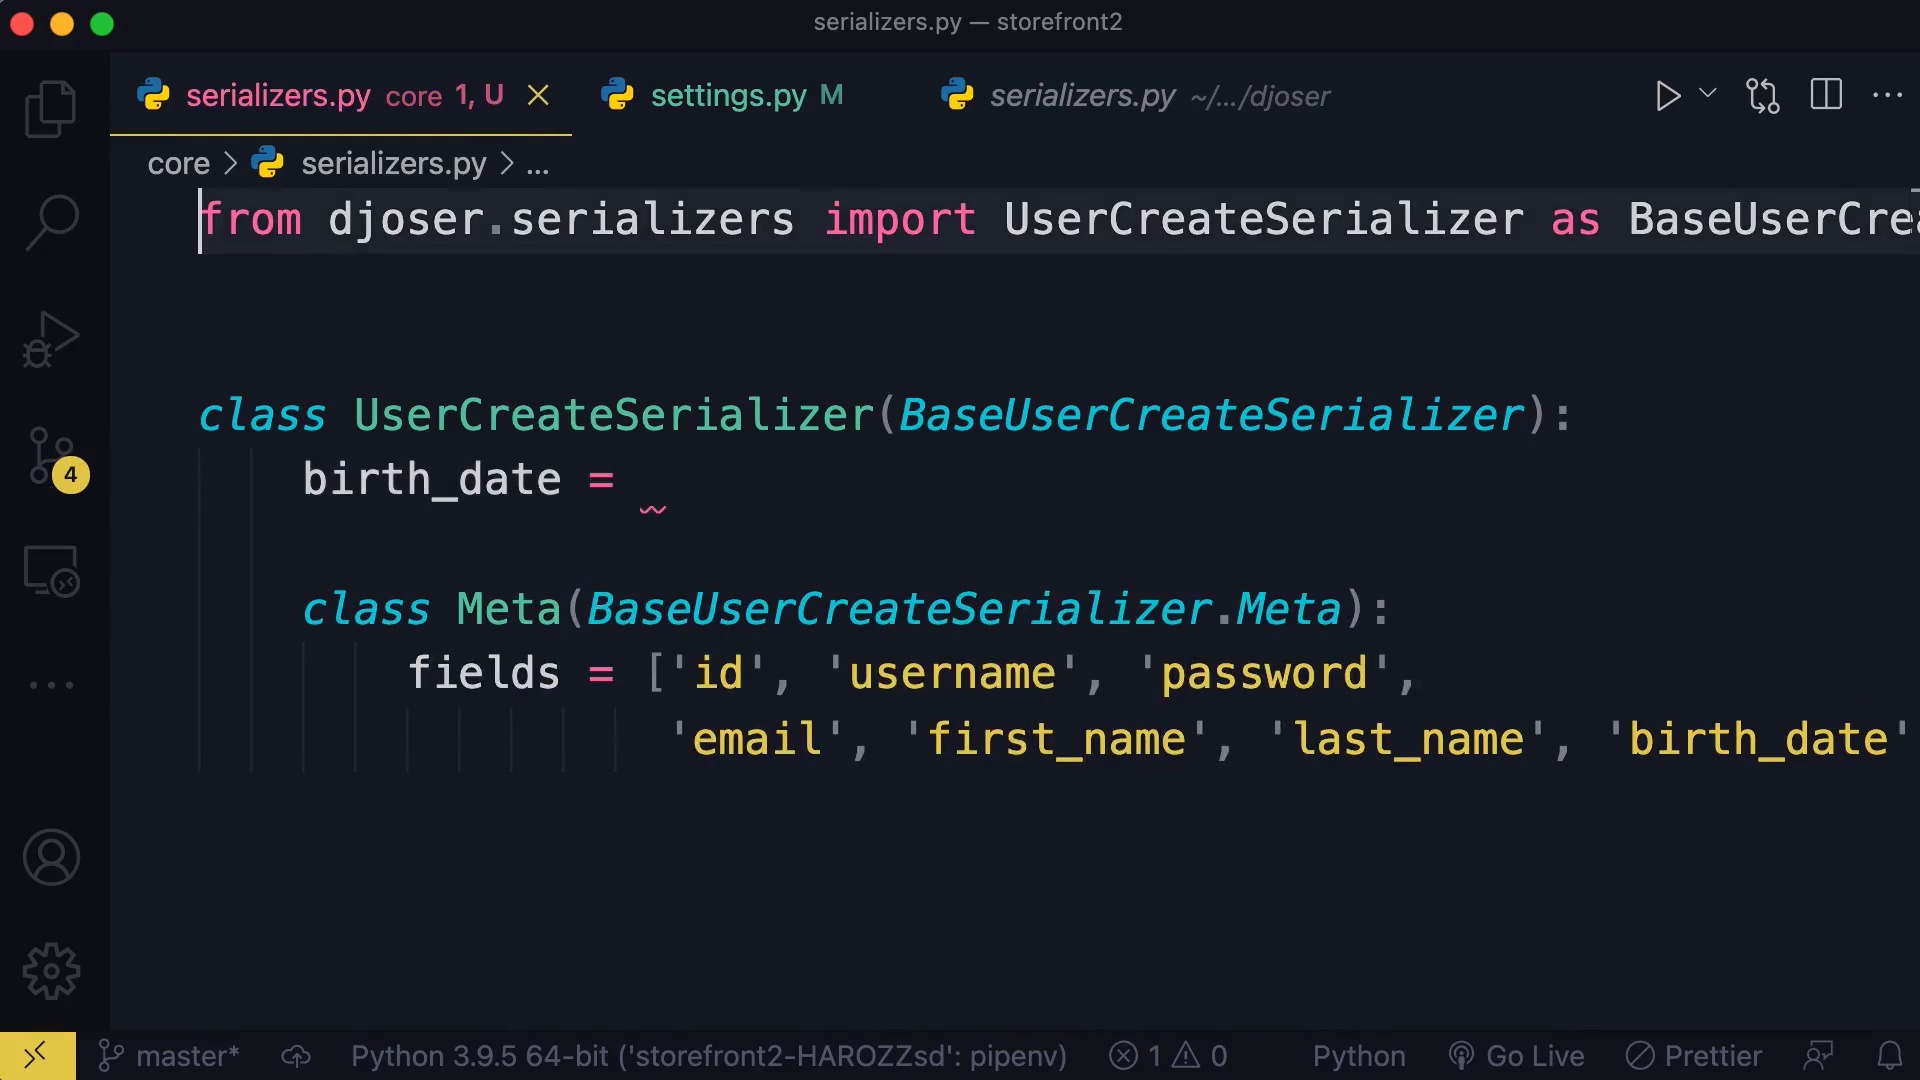 serializers.py — storefront2
serializers.py core 1, U
settings.py M
serializers.py ~/.../djoser
core > serializers.py > ...
from djoser.serializers import UserCreateSerializer as BaseUserCrea
class UserCreateSerializer(BaseUserCreateSerializer):
birth_date =
class Meta(BaseUserCreateSerializer.Meta):
fields = ['id', 'username', 'password',
'email', 'first_name', 'last_name', 'birth_date'
4
master* Python 3.9.5 64-bit ('storefront2-HAROZZsd': pipenv) 1 0 Python Go Live Prettier